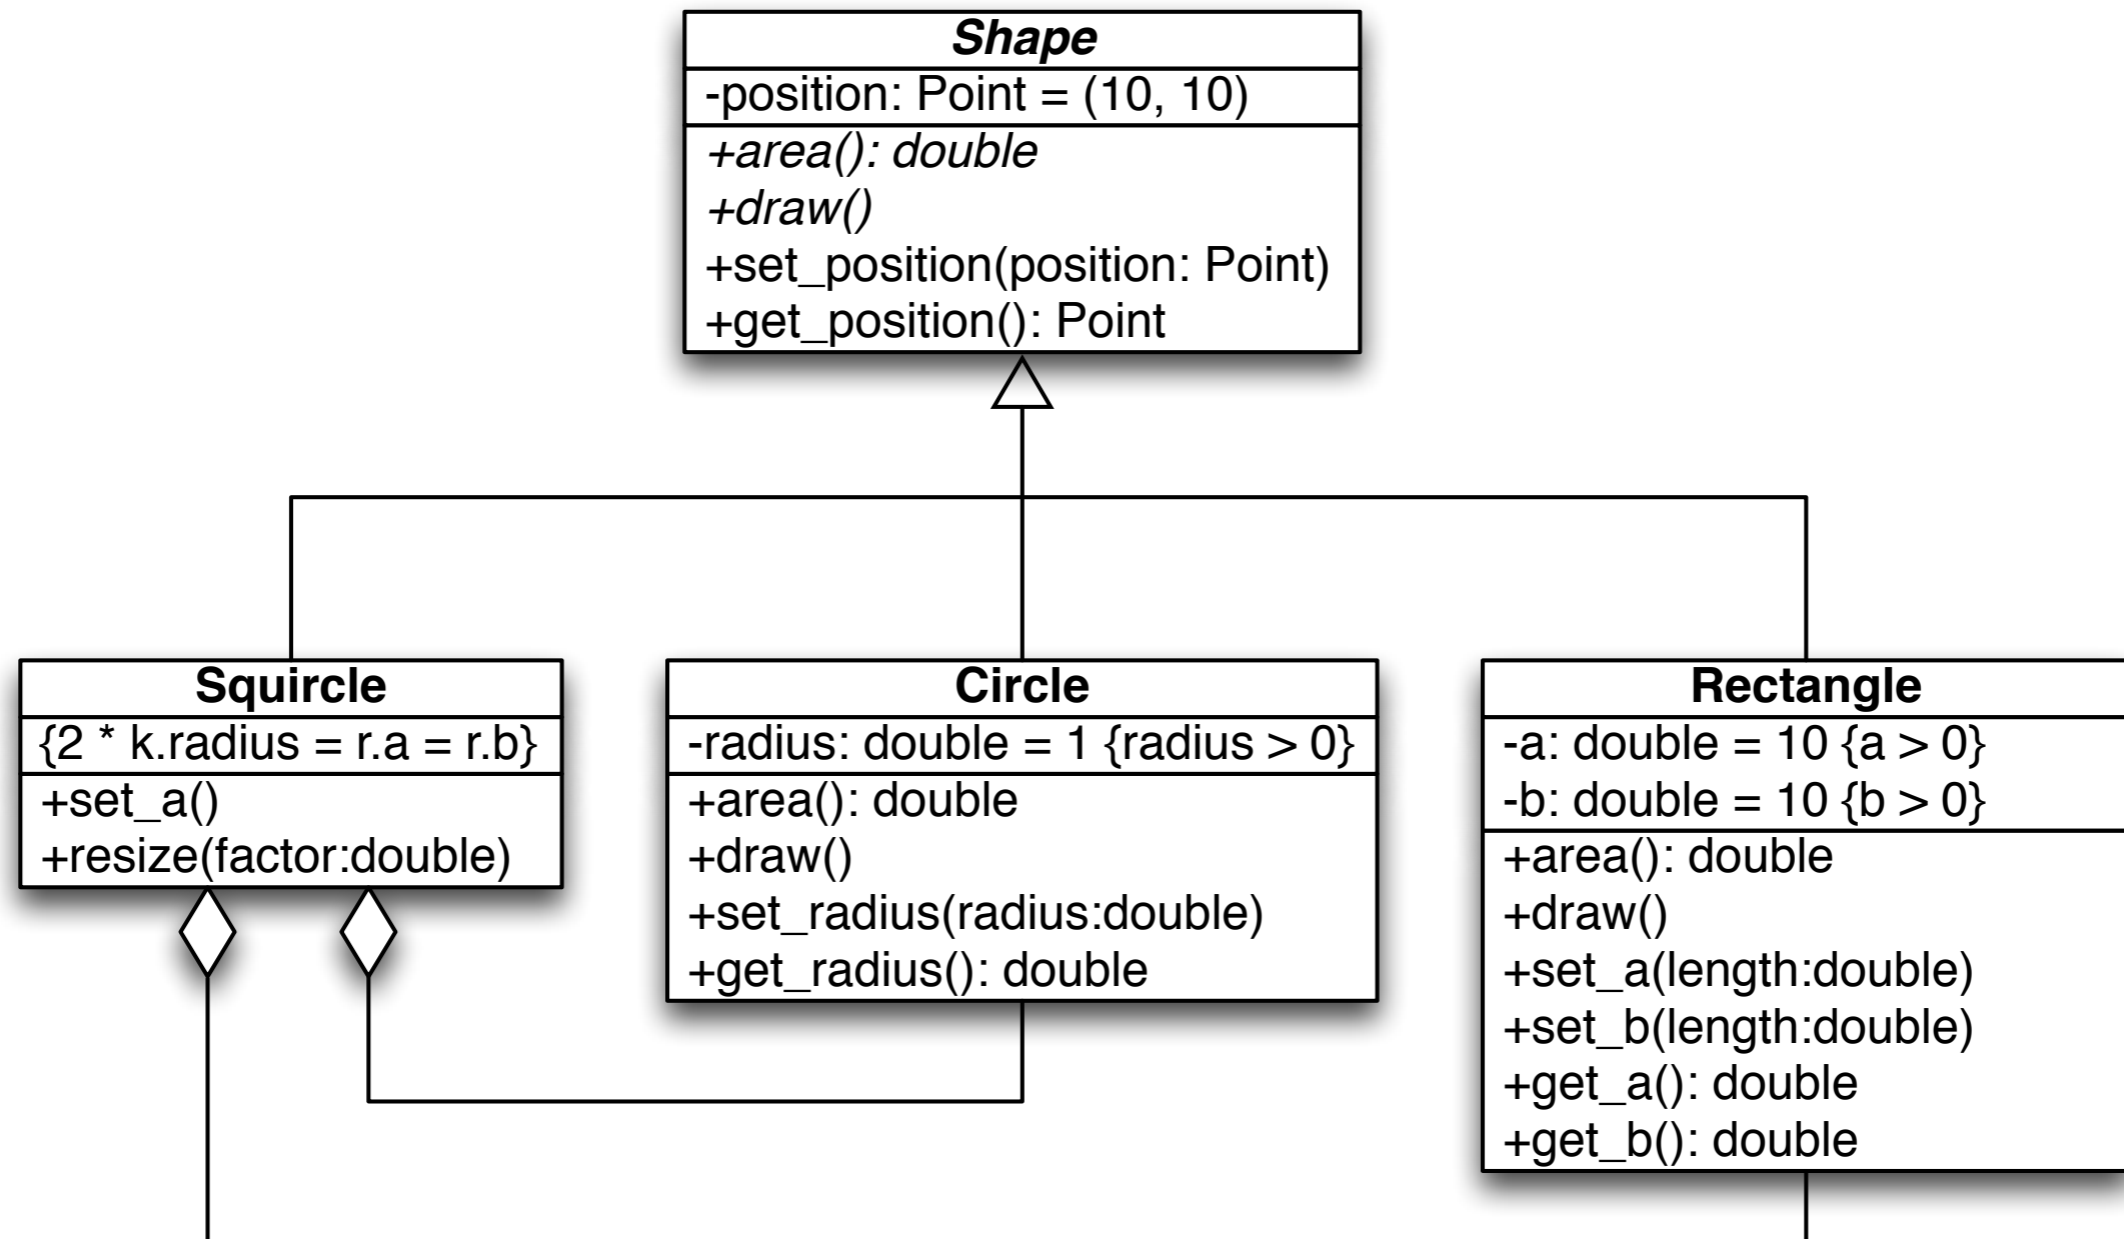 Shape
-position: Point = (10, 10)
+area(): double
+draw()
+set_position(position: Point)
+get_position(): Point
Squircle
{2 * k.radius = r.a = r.b}
+set_a()
+resize(factor:double)
Circle
-radius: double = 1 {radius > 0}
+area(): double
+draw()
+set_radius(radius:double)
+get_radius(): double
Rectangle
-a: double = 10 {a > 0}
-b: double = 10 {b > 0}
+area(): double
+draw()
+set_a(length:double)
+set_b(length:double)
+get_a(): double
+get_b(): double